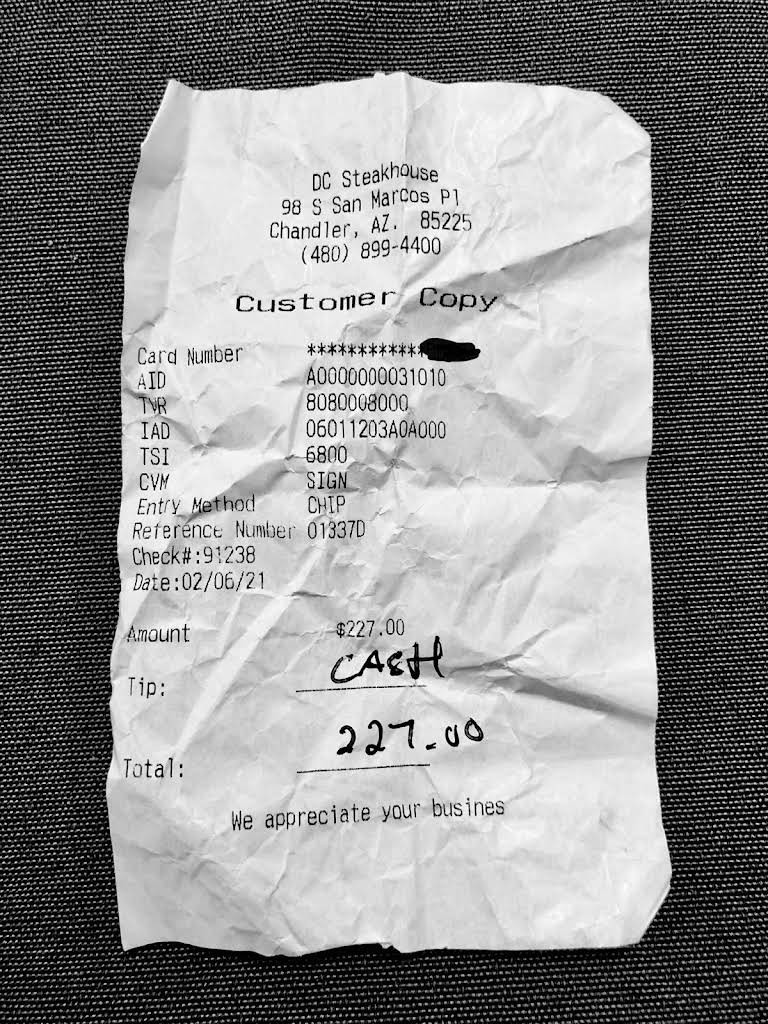 DC Steakhouse
98 S San Marcos Pl
Chandler, AZ. 85225
(480) 899-4400
Customer Copy
Card Number ************
AID A0000000031010
TVR 8080008000
IAD 06011203A0A000
TSI 6800
CVM SIGN
Entry Method CHIP
Reference Number 01337D
Check#:91238
Date:02/06/21
Amount $227.00
Tip: CASH
Total: 227.00
We appreciate your busines